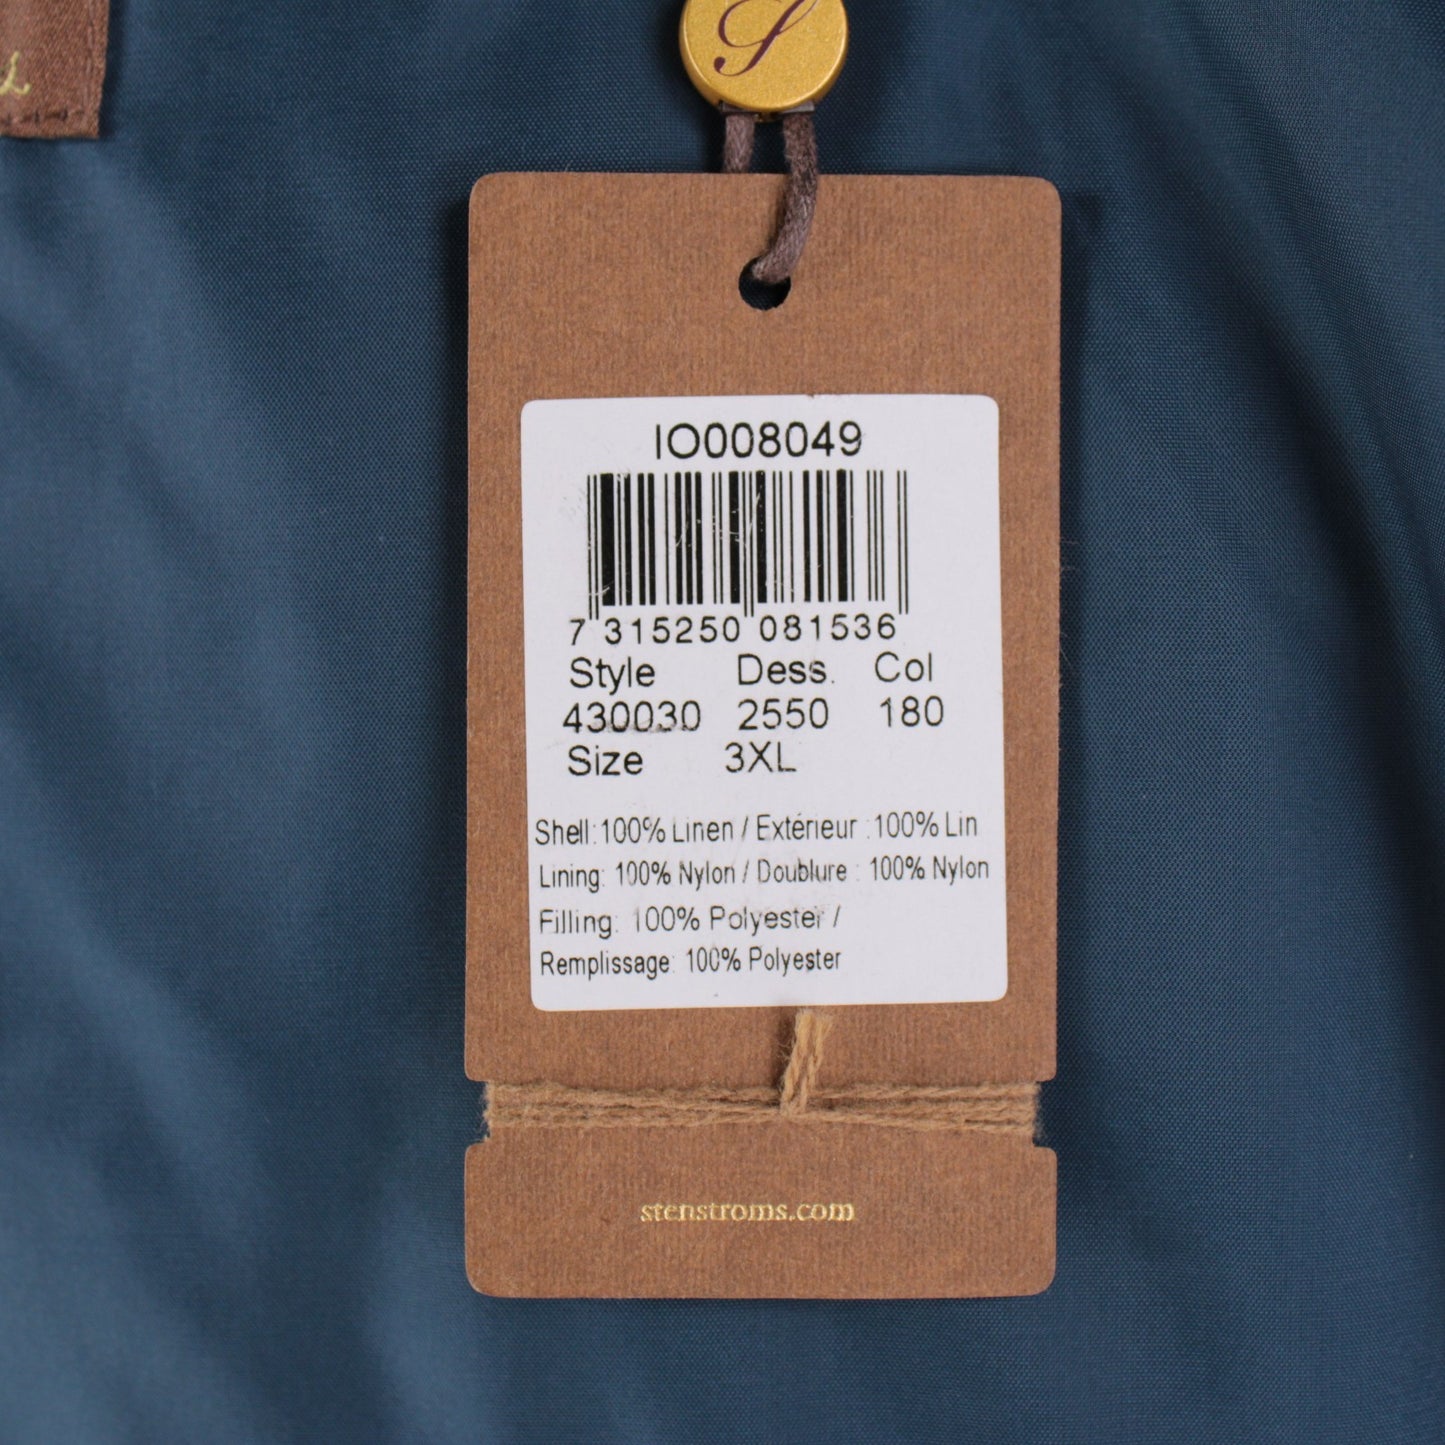 S
IO008049
7 315250 081536
Style Dess. Col
430030 2550 180
Size 3XL
Shell:100% Linen / Extérieur :100% Lin
Lining: 100% Nylon / Doublure : 100% Nylon
Filling: 100% Polyester /
Remplissage: 100% Polyester
stenstroms.com